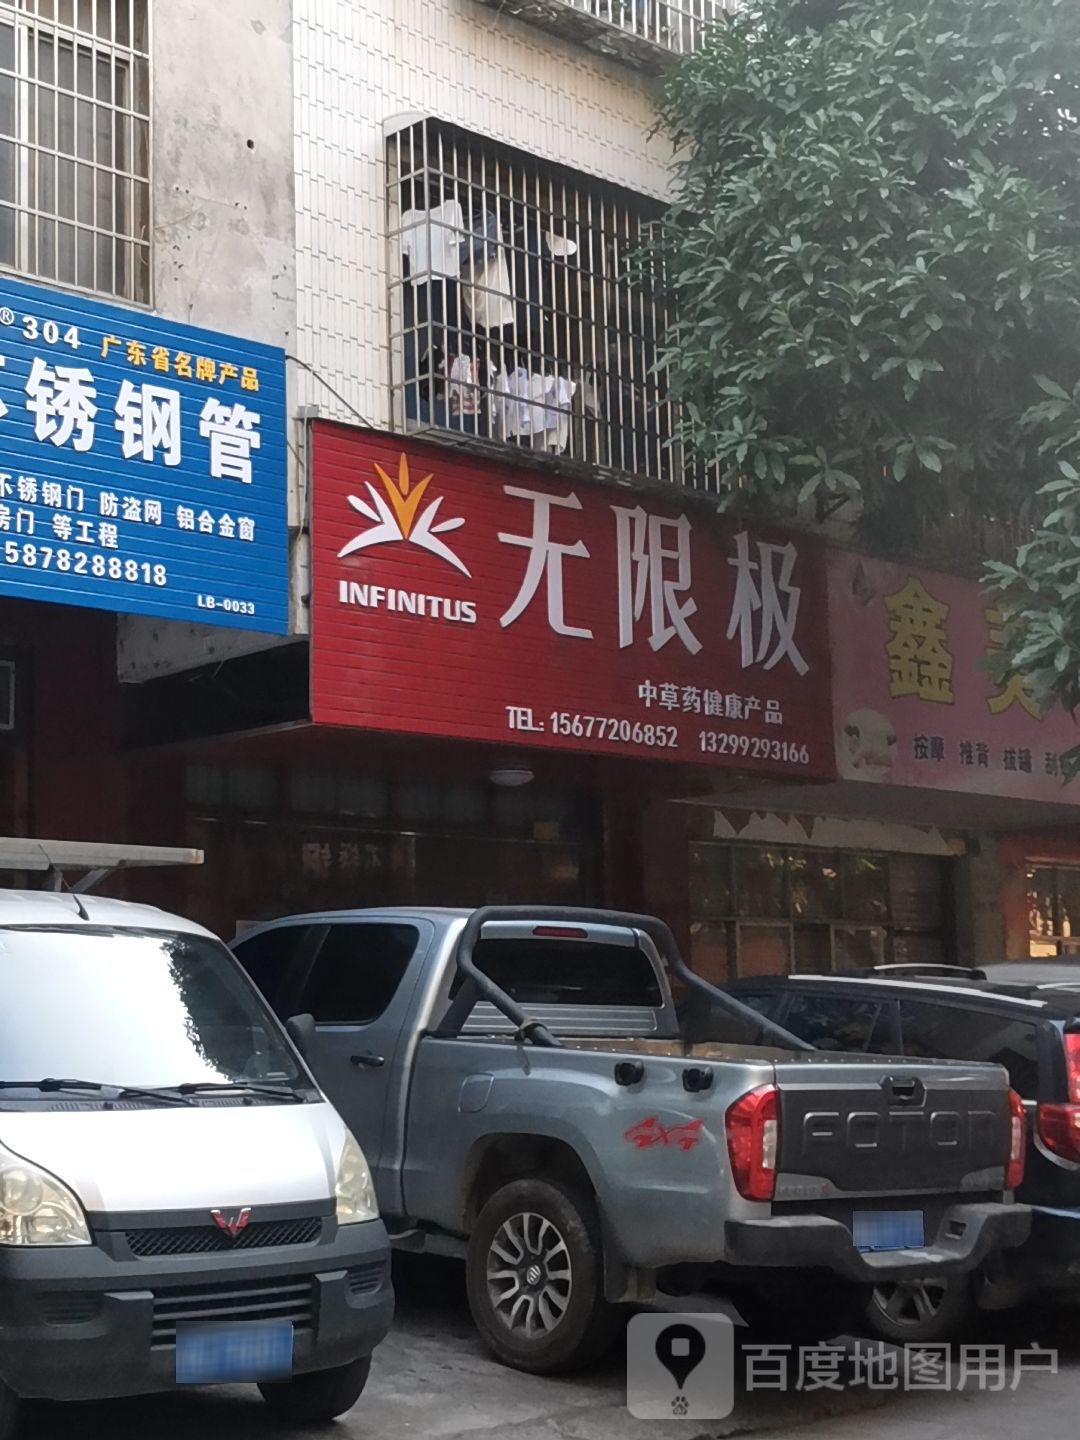 ® 304 广东省名牌产品
不锈钢管
不锈钢门 防盗网 铝合金窗
房门 等工程
15878288818
LB-0033
INFINITUS
无限极
中草药健康产品
TEL: 15677206852 13299293166
鑫
按摩 推背 拔罐 刮
4X4
FOTON
百度地图用户